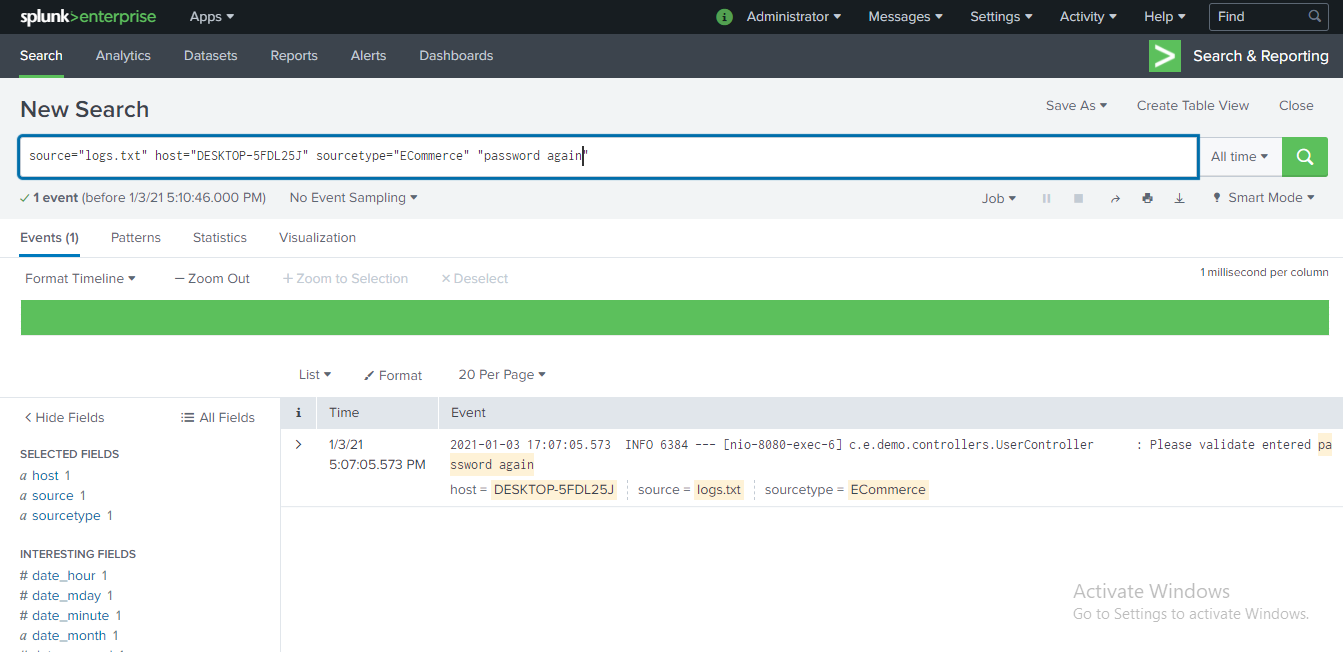 splunk>enterprise Apps Administrator Messages Settings Activity Help Find
Search Analytics Datasets Reports Alerts Dashboards Search & Reporting
New Search Save As Create Table View Close
source="logs.txt" host="DESKTOP-5FDL25J" sourcetype="ECommerce" "password again" All time
1 event (before 1/3/21 5:10:46.000 PM) No Event Sampling Job Smart Mode
Events (1) Patterns Statistics Visualization
Format Timeline — Zoom Out + Zoom to Selection × Deselect 1 millisecond per column
List Format 20 Per Page
Hide Fields All Fields
i Time Event
SELECTED FIELDS
a host 1
a source 1
a sourcetype 1
INTERESTING FIELDS
# date_hour 1
# date_mday 1
# date_minute 1
a date_month 1
1/3/21
5:07:05.573 PM
2021-01-03 17:07:05.573 INFO 6384 --- [nio-8080-exec-6] c.e.demo.controllers.UserController : Please validate entered pa
ssword again
host = DESKTOP-5FDL25J source = logs.txt sourcetype = ECommerce
Activate Windows
Go to Settings to activate Windows.